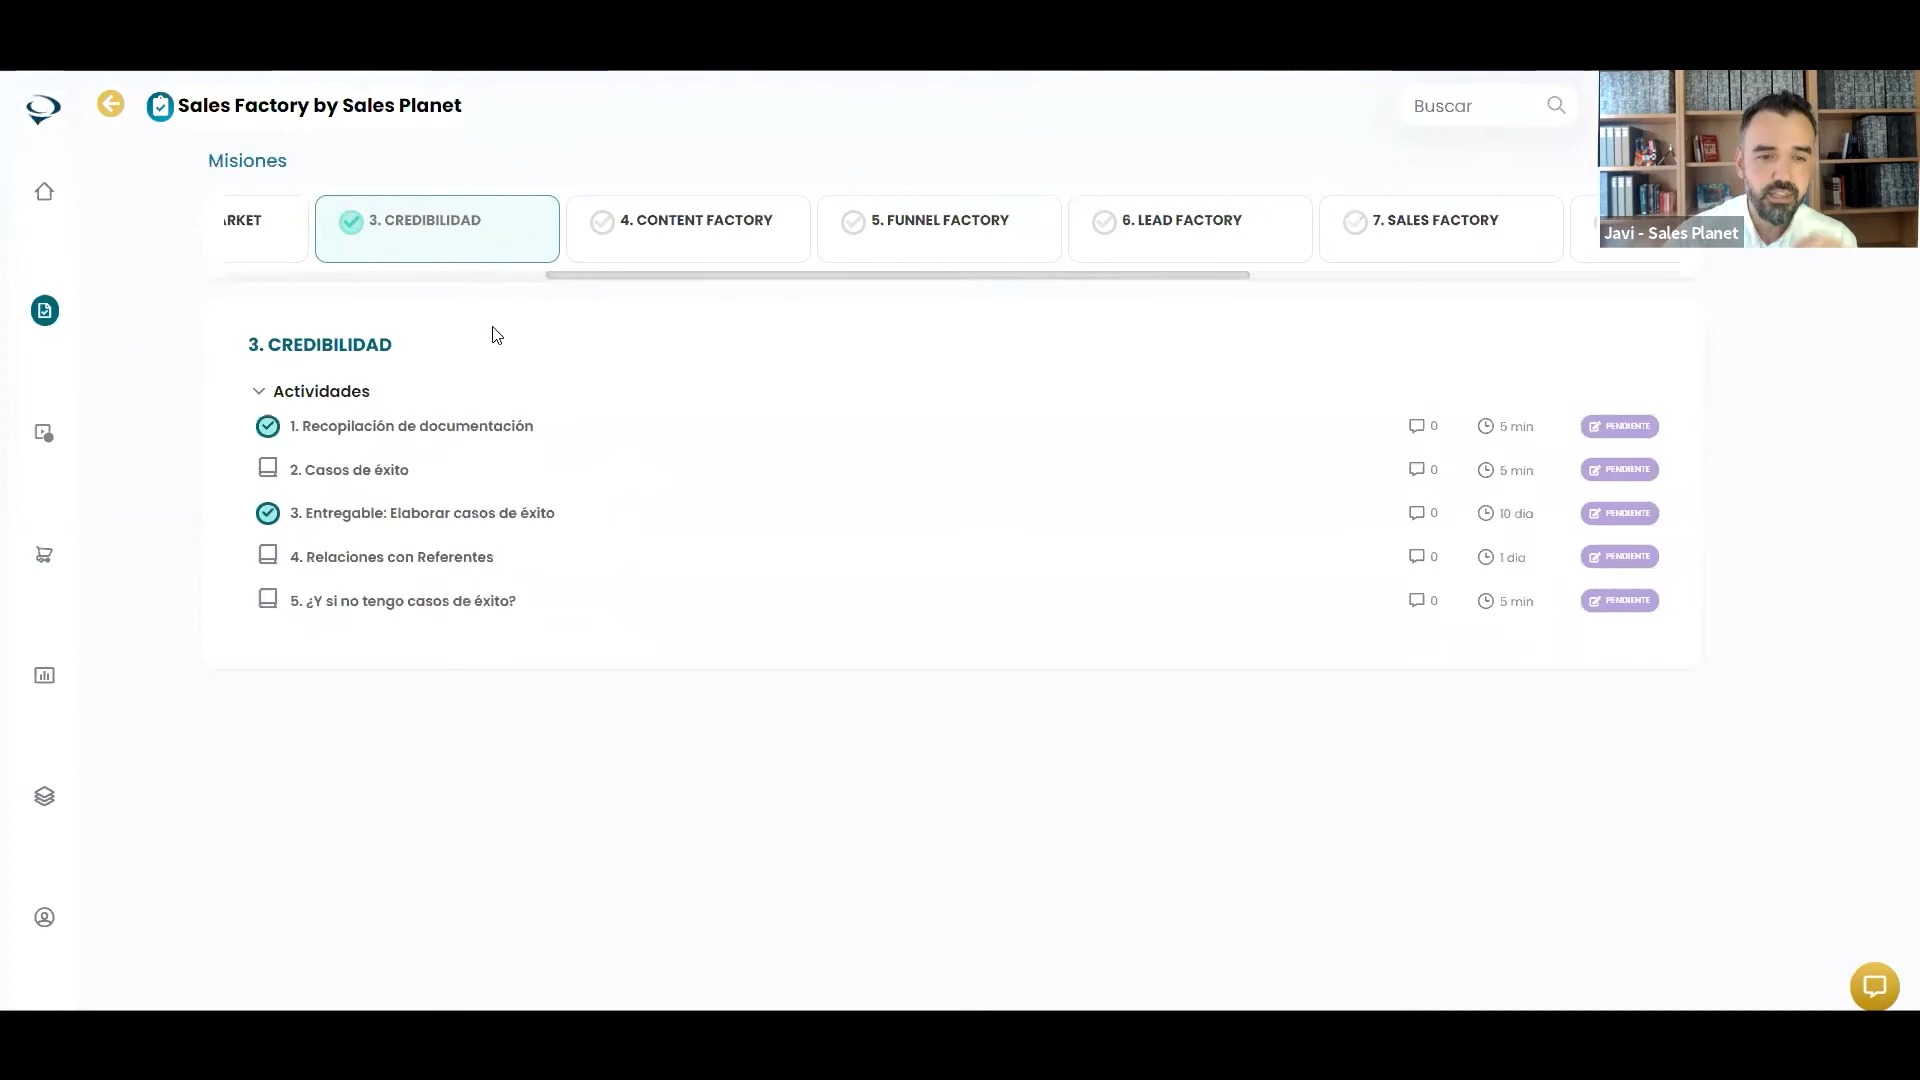 Sales Factory by Sales Planet
Buscar
Javi - Sales Planet
Misiones
ARKET
3. CREDIBILIDAD
4. CONTENT FACTORY
5. FUNNEL FACTORY
6. LEAD FACTORY
7. SALES FACTORY
3. CREDIBILIDAD
Actividades
1. Recopilación de documentación 0 5 min PENDIENTE
2. Casos de éxito 0 5 min PENDIENTE
3. Entregable: Elaborar casos de éxito 0 10 dia PENDIENTE
4. Relaciones con Referentes 0 1 dia PENDIENTE
5. ¿Y si no tengo casos de éxito? 0 5 min PENDIENTE